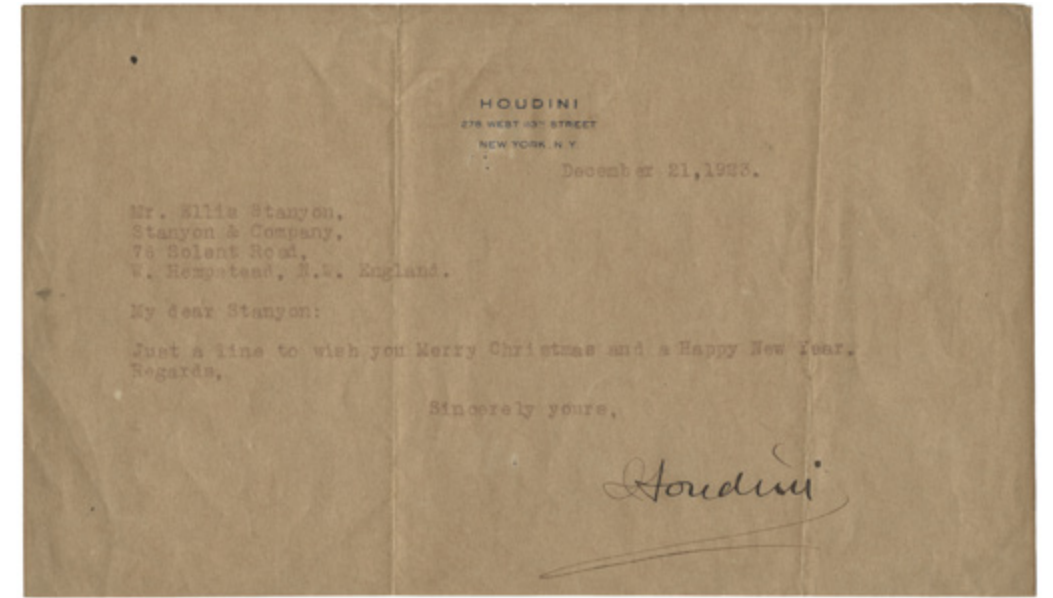 HOUDINI
278 WEST 113TH STREET
NEW YORK, N.Y.
December 21,1923.
Mr. Ellis Stanyon,
Stanyon & Company,
76 Solent Road,
W. Hempstead, N.W. England.
My dear Stanyon:
Just a line to wish you Merry Christmas and a Happy New Year.
Regards,
Sincerely yours,
Houdini